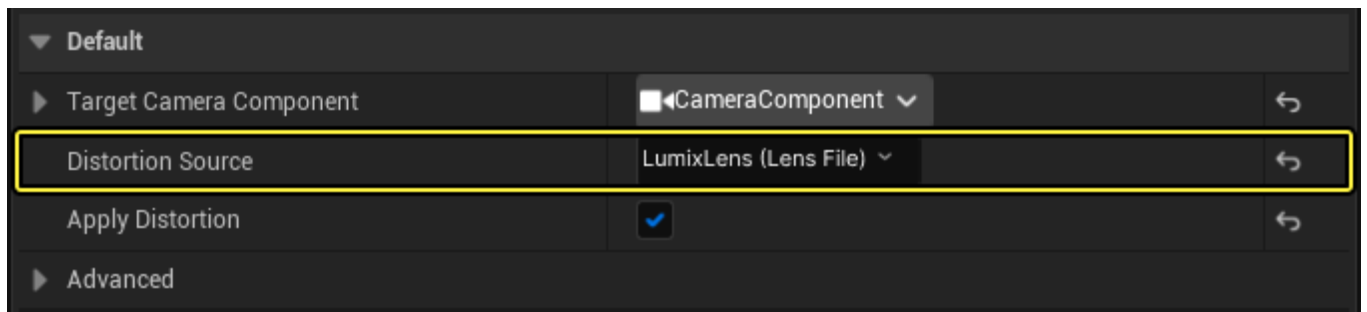 Default
Target Camera Component CameraComponent
Distortion Source LumixLens (Lens File)
Apply Distortion
Advanced